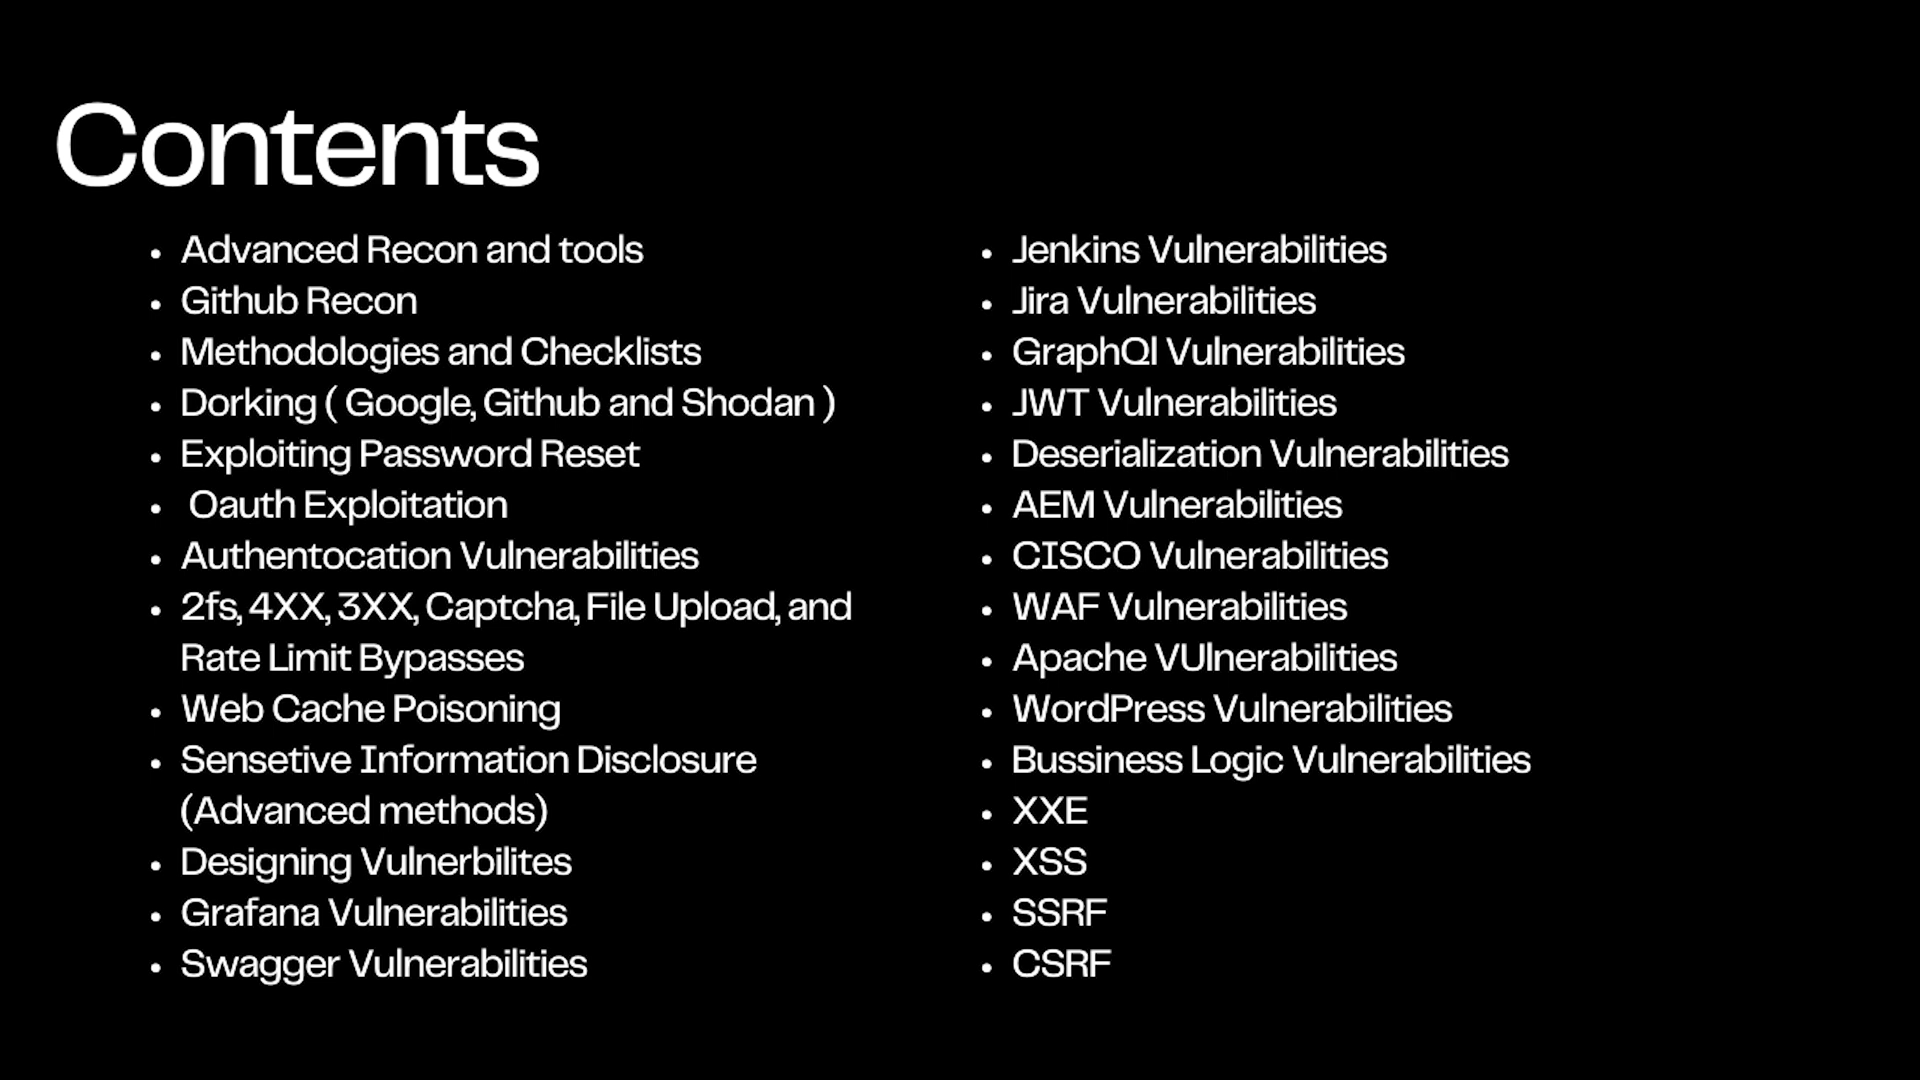 Contents
Advanced Recon and tools
Github Recon
Methodologies and Checklists
Dorking ( Google, Github and Shodan )
Exploiting Password Reset
Oauth Exploitation
Authentocation Vulnerabilities
2fs, 4XX, 3XX, Captcha, File Upload, and
Rate Limit Bypasses
Web Cache Poisoning
Sensetive Information Disclosure
(Advanced methods)
Designing Vulnerbilites
Grafana Vulnerabilities
Swagger Vulnerabilities
Jenkins Vulnerabilities
Jira Vulnerabilities
GraphQl Vulnerabilities
JWT Vulnerabilities
Deserialization Vulnerabilities
AEM Vulnerabilities
CISCO Vulnerabilities
WAF Vulnerabilities
Apache VUlnerabilities
WordPress Vulnerabilities
Bussiness Logic Vulnerabilities
XXE
XSS
SSRF
CSRF